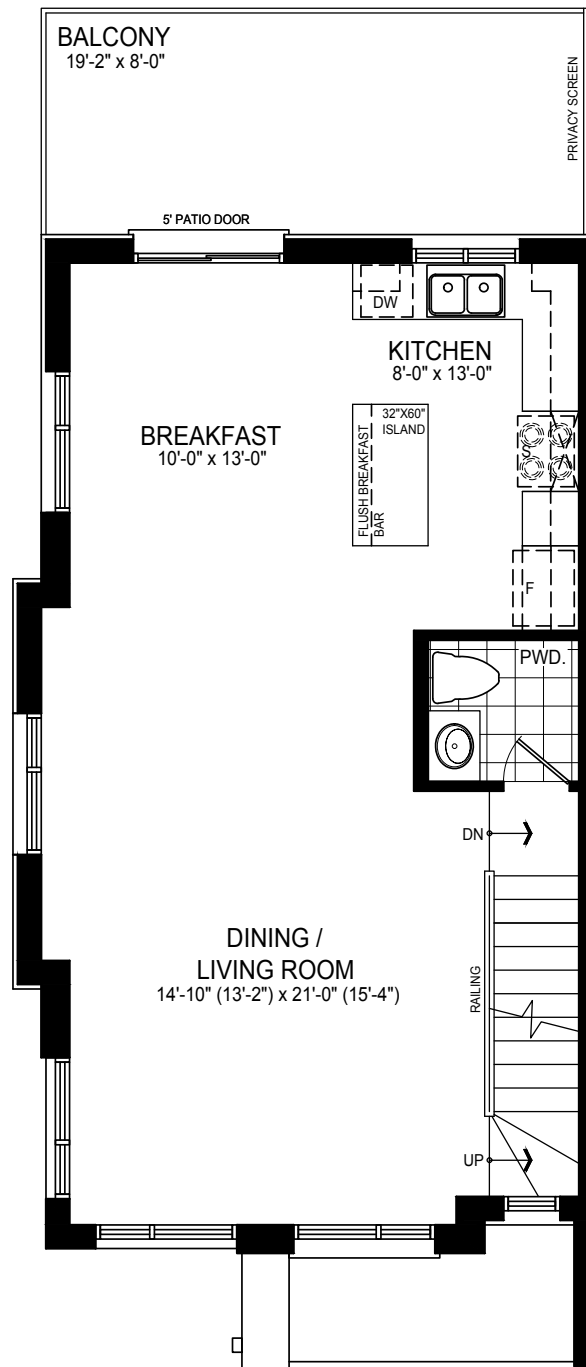 BALCONY
19'-2" x 8'-0"
PRIVACY SCREEN
5' PATIO DOOR
DW
KITCHEN
8'-0" x 13'-0"
32"X60"
ISLAND
FLUSH BREAKFAST
BAR
BREAKFAST
10'-0" x 13'-0"
S
F
PWD.
DN
DINING /
LIVING ROOM
14'-10" (13'-2") x 21'-0" (15'-4")
RAILING
UP